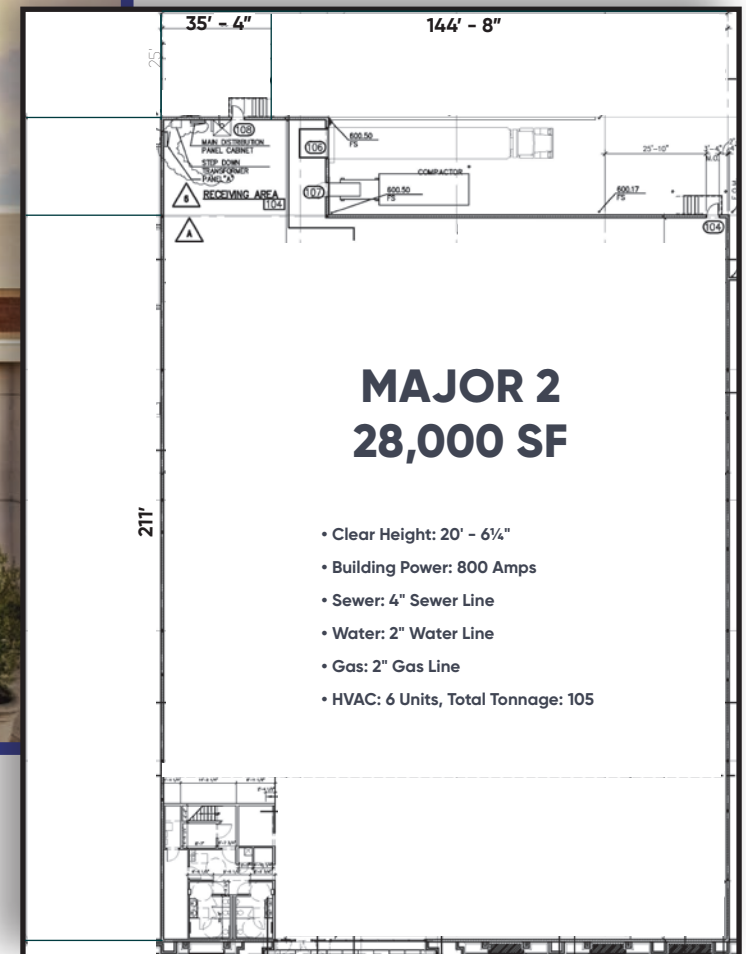 35' - 4"
144' - 8"
25'
108
MAIN DISTRIBUTION
PANEL CABINET
STEP DOWN
TRANSFORMER
PANEL "A"
RECEIVING AREA
104
6
A
106
107
600.50
FS
COMPACTOR
600.50
FS
25'-10"
600.17
FS
104
MAJOR 2
28,000 SF
211'
• Clear Height: 20' - 6¼"
• Building Power: 800 Amps
• Sewer: 4" Sewer Line
• Water: 2" Water Line
• Gas: 2" Gas Line
• HVAC: 6 Units, Total Tonnage: 105